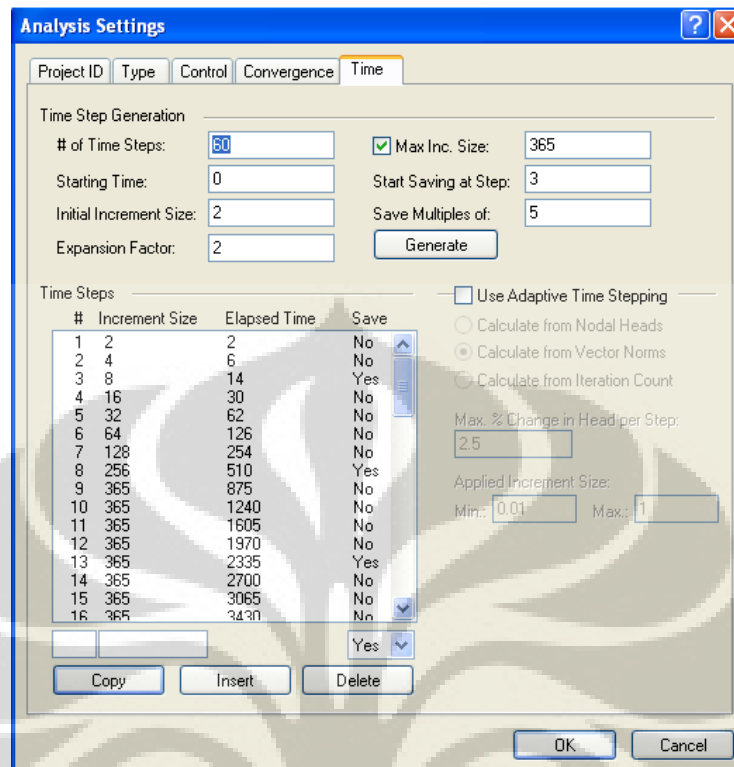 Analysis Settings
Project ID Type Control Convergence Time
Time Step Generation
# of Time Steps: 60 Max Inc. Size: 365
Starting Time: 0 Start Saving at Step: 3
Initial Increment Size: 2 Save Multiples of: 5
Expansion Factor: 2 Generate
Time Steps Use Adaptive Time Stepping
# Increment Size Elapsed Time Save
Calculate from Nodal Heads
Calculate from Vector Norms
Calculate from Iteration Count
Max. % Change in Head per Step:
2.5
Applied Increment Size:
Min.: 0.01 Max.: 1
1 2 2 No
2 4 6 No
3 8 14 Yes
4 16 30 No
5 32 62 No
6 64 126 No
7 128 254 No
8 256 510 Yes
9 365 875 No
10 365 1240 No
11 365 1605 No
12 365 1970 No
13 365 2335 Yes
14 365 2700 No
15 365 3065 No
16 365 3430 No
Yes
Copy Insert Delete
OK Cancel